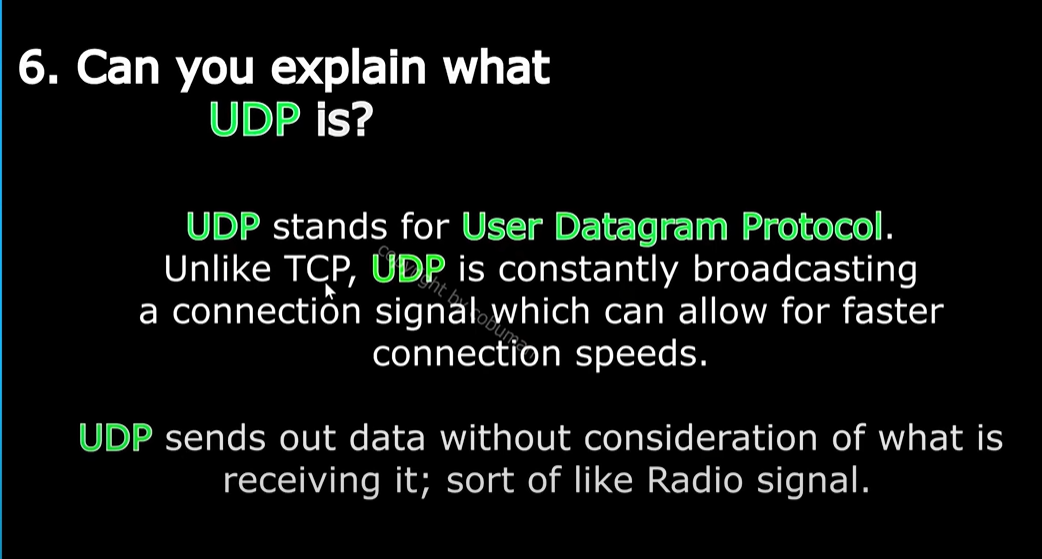 6. Can you explain what
UDP is?
UDP stands for User Datagram Protocol.
Unlike TCP, UDP is constantly broadcasting
a connection signal which can allow for faster
connection speeds.
UDP sends out data without consideration of what is
receiving it; sort of like Radio signal.
copyright by